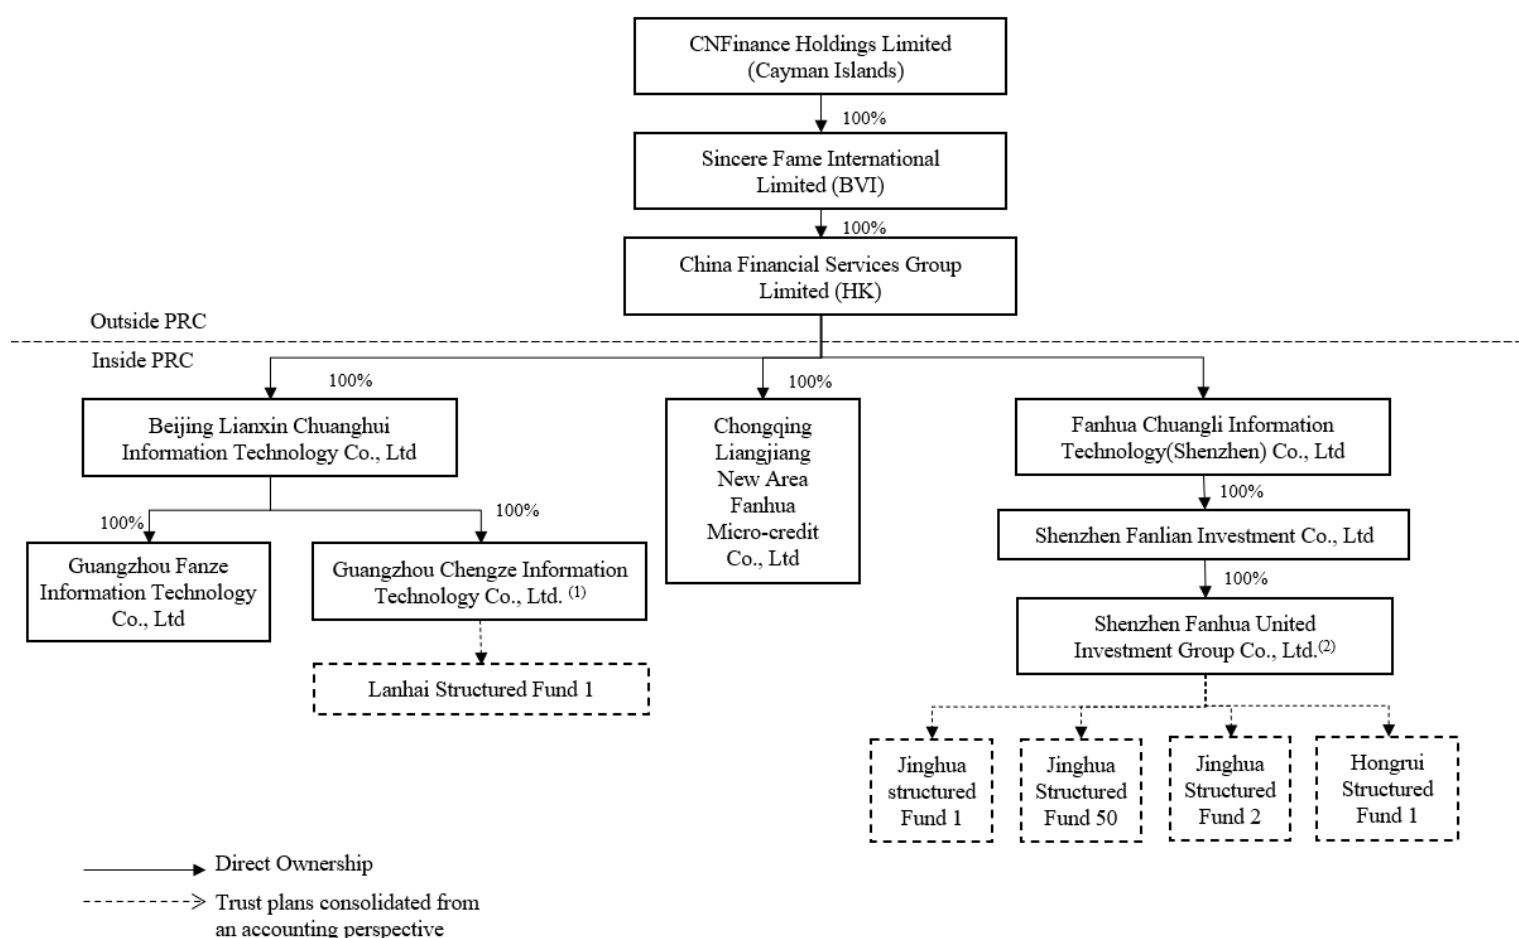 CNFinance Holdings Limited
(Cayman Islands)
100%
Sincere Fame International
Limited (BVI)
100%
China Financial Services Group
Limited (HK)
Outside PRC
Inside PRC
100%
100%
Beijing Lianxin Chuanghui
Information Technology Co., Ltd
Chongqing
Liangjiang
New Area
Fanhua
Micro-credit
Co., Ltd
Fanhua Chuangli Information
Technology(Shenzhen) Co., Ltd
100%
100%
100%
Guangzhou Fanze
Information Technology
Co., Ltd
Guangzhou Chengze Information
Technology Co., Ltd. (1)
Shenzhen Fanlian Investment Co., Ltd
100%
Shenzhen Fanhua United
Investment Group Co., Ltd.(2)
Lanhai Structured Fund 1
Jinghua
structured
Fund 1
Jinghua
Structured
Fund 50
Jinghua
Structured
Fund 2
Hongrui
Structured
Fund 1
Direct Ownership
Trust plans consolidated from
an accounting perspective